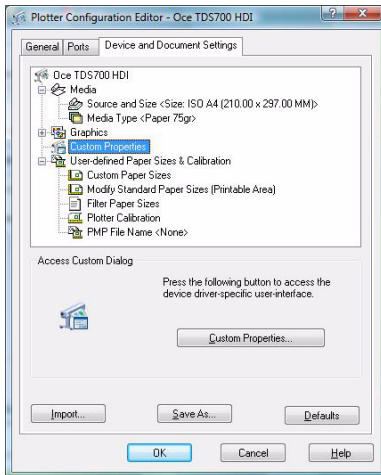 Plotter Configuration Editor - Oce TDS700 HDI
General Ports Device and Document Settings
Oce TDS700 HDI
Media
Source and Size <Size: ISO A4 (210.00 x 297.00 MM)>
Media Type <Paper 75gr>
Graphics
Custom Properties
User-defined Paper Sizes & Calibration
Custom Paper Sizes
Modify Standard Paper Sizes (Printable Area)
Filter Paper Sizes
Plotter Calibration
PMP File Name <None>
Access Custom Dialog
Press the following button to access the
device driver-specific user-interface.
Custom Properties...
Import... Save As... Defaults
OK Cancel Help